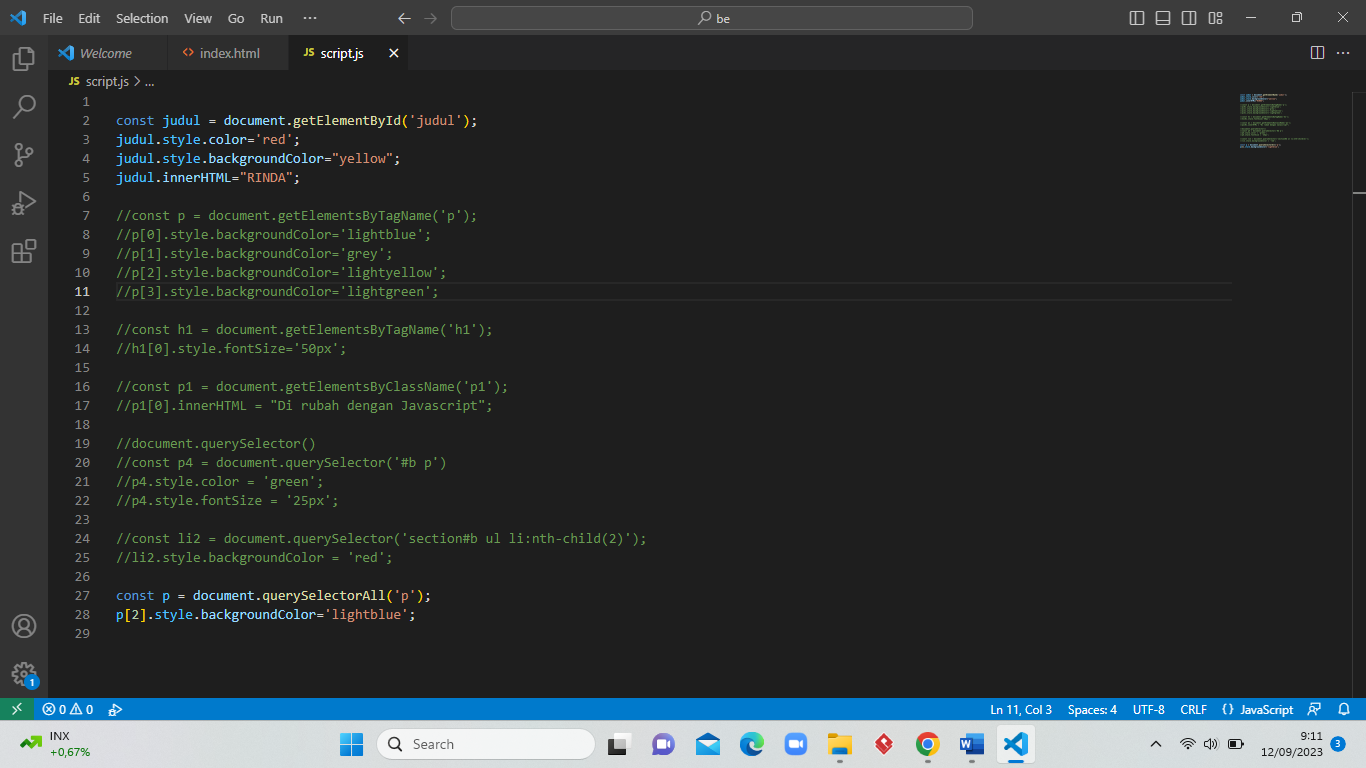 File Edit Selection View Go Run ··· be
Welcome index.html JS script.js
JS script.js > ...
1
2 const judul = document.getElementById('judul');
3 judul.style.color='red';
4 judul.style.backgroundColor="yellow";
5 judul.innerHTML="RINDA";
6
7 //const p = document.getElementsByTagName('p');
8 //p[0].style.backgroundColor='lightblue';
9 //p[1].style.backgroundColor='grey';
10 //p[2].style.backgroundColor='lightyellow';
11 //p[3].style.backgroundColor='lightgreen';
12
13 //const h1 = document.getElementsByTagName('h1');
14 //h1[0].style.fontSize='50px';
15
16 //const p1 = document.getElementsByClassName('p1');
17 //p1[0].innerHTML = "Di rubah dengan Javascript";
18
19 //document.querySelector()
20 //const p4 = document.querySelector('#b p')
21 //p4.style.color = 'green';
22 //p4.style.fontSize = '25px';
23
24 //const li2 = document.querySelector('section#b ul li:nth-child(2)');
25 //li2.style.backgroundColor = 'red';
26
27 const p = document.querySelectorAll('p');
28 p[2].style.backgroundColor='lightblue';
29
1
0 0 Ln 11, Col 3 Spaces: 4 UTF-8 CRLF {} JavaScript
INX
+0,67%
Search
9:11
12/09/2023
3